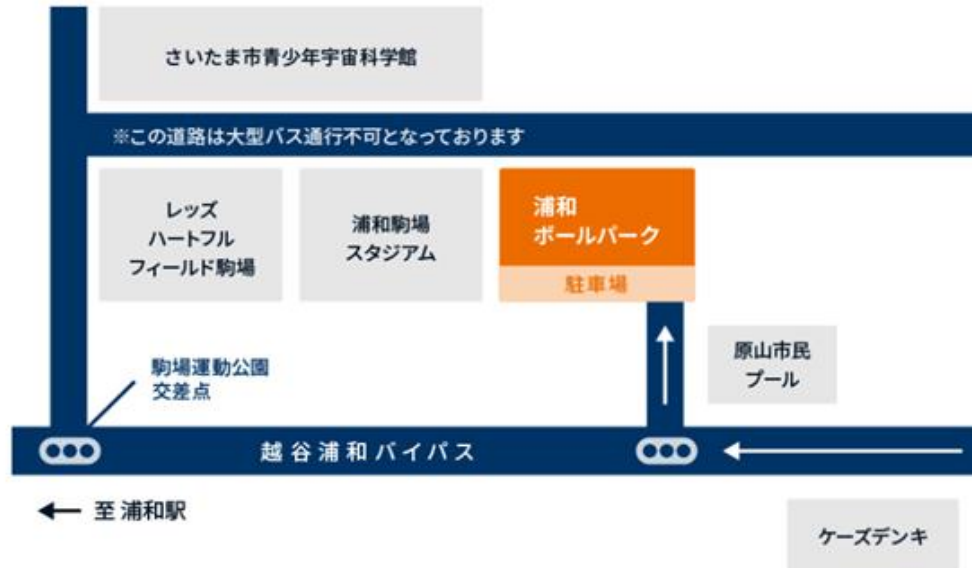 さいたま市青少年宇宙科学館
※この道路は大型バス通行不可となっております
レッズ
ハートフル
フィールド駒場
浦和駒場
スタジアム
浦和
ボールパーク
駐車場
原山市民
プール
駒場運動公園
交差点
越谷浦和バイパス
← 至 浦和駅
ケーズデンキ